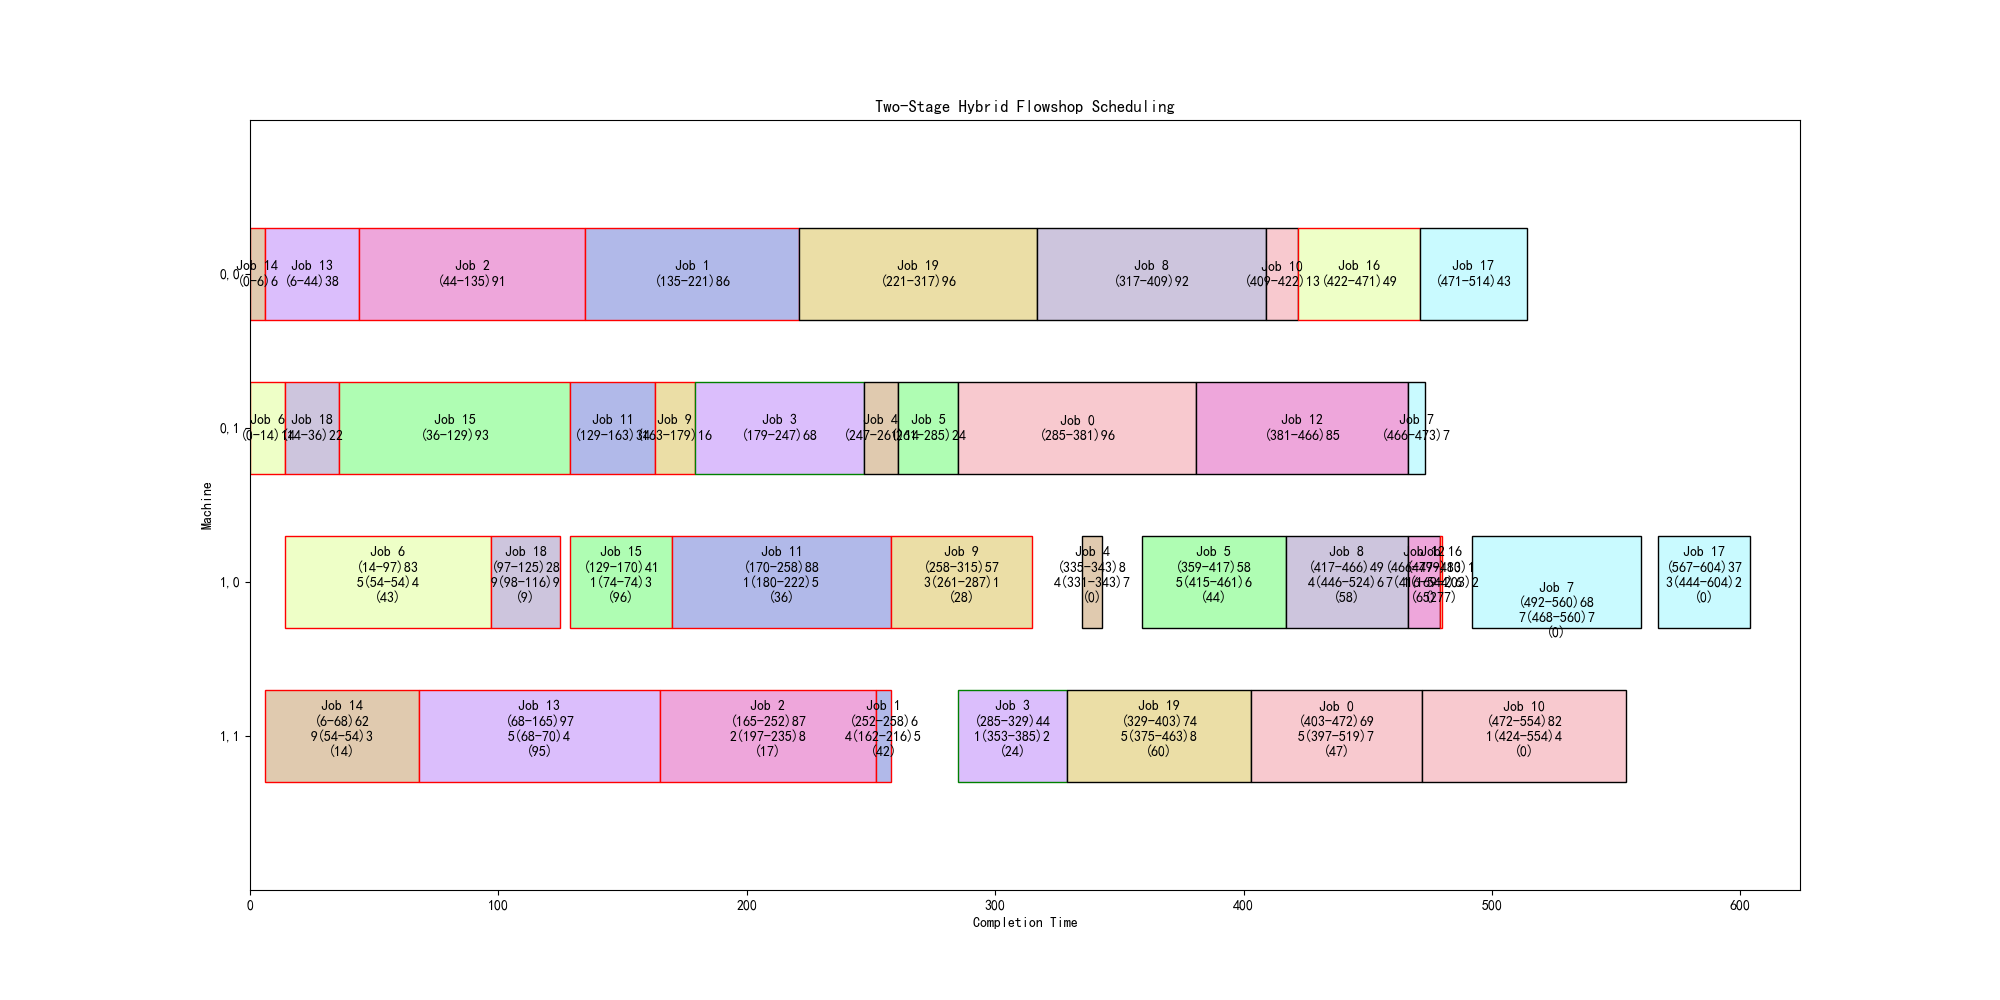 Two-Stage Hybrid Flowshop Scheduling
Machine
0,0
Job 14
(0-6)6
Job 13
(6-44)38
Job 2
(44-135)91
Job 1
(135-221)86
Job 19
(221-317)96
Job 8
(317-409)92
Job 10
(409-422)13
Job 16
(422-471)49
Job 17
(471-514)43
0,1
Job 6
(0-14)14
Job 18
(14-36)22
Job 15
(36-129)93
Job 11
(129-163)34
Job 9
(163-179)16
Job 3
(179-247)68
Job 4
(247-261)14
Job 5
(261-285)24
Job 0
(285-381)96
Job 12
(381-466)85
Job 7
(466-473)7
1,0
Job 6
(14-97)83
5(54-54)4
(43)
Job 18
(97-125)28
9(98-116)9
(9)
Job 15
(129-170)41
1(74-74)3
(96)
Job 11
(170-258)88
1(180-222)5
(36)
Job 9
(258-315)57
3(261-287)1
(28)
Job 4
(335-343)8
4(331-343)7
(0)
Job 5
(359-417)58
5(415-461)6
(44)
Job 8
(417-466)49
4(446-524)6
(58)
Job 12
(466-479)13
Job 16
(479-480)1
Job 7
(492-560)68
7(468-560)7
(0)
Job 17
(567-604)37
3(444-604)2
(0)
1,1
Job 14
(6-68)62
9(54-54)3
(14)
Job 13
(68-165)97
5(68-70)4
(95)
Job 2
(165-252)87
2(197-235)8
(17)
Job 1
(252-258)6
4(162-216)5
(42)
Job 3
(285-329)44
1(353-385)2
(24)
Job 19
(329-403)74
5(375-463)8
(60)
Job 0
(403-472)69
5(397-519)7
(47)
Job 10
(472-554)82
1(424-554)4
(0)
0
100
200
300
400
500
600
Completion Time